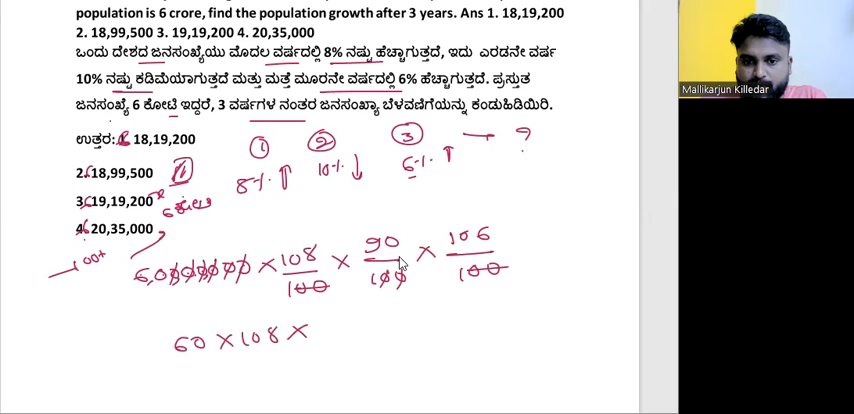 population is 6 crore, find the population growth after 3 years. Ans 1. 18,19,200
2. 18,99,500 3. 19,19,200 4. 20,35,000
ಒಂದು ದೇಶದ ಜನಸಂಖ್ಯೆಯು ಮೊದಲ ವರ್ಷದಲ್ಲಿ 8% ನಷ್ಟು ಹೆಚ್ಚಾಗುತ್ತದೆ, ಇದು ಎರಡನೇ ವರ್ಷ
10% ನಷ್ಟು ಕಡಿಮೆಯಾಗುತ್ತದೆ ಮತ್ತು ಮತ್ತೆ ಮೂರನೇ ವರ್ಷದಲ್ಲಿ 6% ಹೆಚ್ಚಾಗುತ್ತದೆ. ಪ್ರಸ್ತುತ
ಜನಸಂಖ್ಯೆ 6 ಕೋಟಿ ಇದ್ದರೆ, 3 ವರ್ಷಗಳ ನಂತರ ಜನಸಂಖ್ಯಾ ಬೆಳವಣಿಗೆಯನ್ನು ಕಂಡುಹಿಡಿಯಿರಿ.
ಉತ್ತರ: 18,19,200
2. 18,99,500
3. 19,19,200
4. 20,35,000
1 2 3 → ?
8% ↑ 10% ↓ 6% ↑
100+
6,00,00,000 × 108/100 × 90/100 × 106/100
60 × 108 ×
Mallikarjun Killedar